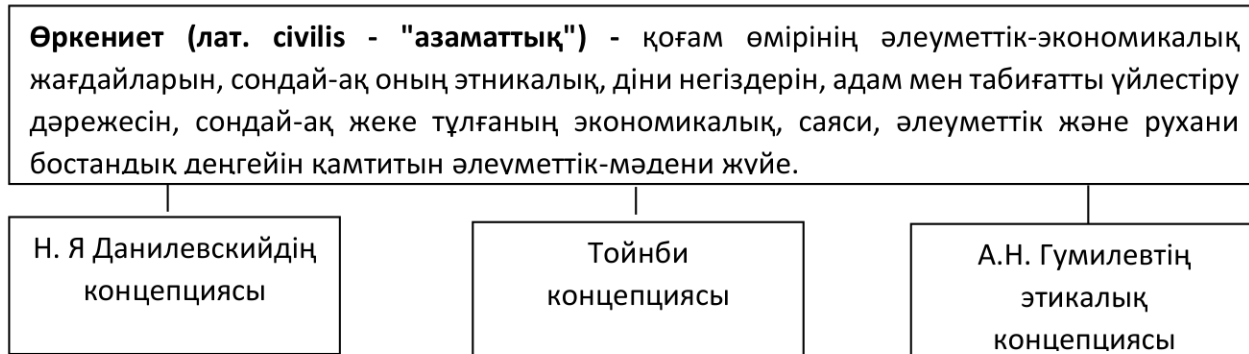 Өркениет (лат. civilis - "азаматтық") - қоғам өмірінің әлеуметтік-экономикалық
жағдайларын, сондай-ақ оның этникалық, діни негіздерін, адам мен табиғатты үйлестіру
дәрежесін, сондай-ақ жеке тұлғаның экономикалық, саяси, әлеуметтік және рухани
бостандық деңгейін қамтитын әлеуметтік-мәдени жүйе.
Н. Я Данилевскийдің
концепциясы
Тойнби
концепциясы
А.Н. Гумилевтің
этикалық
концепциясы